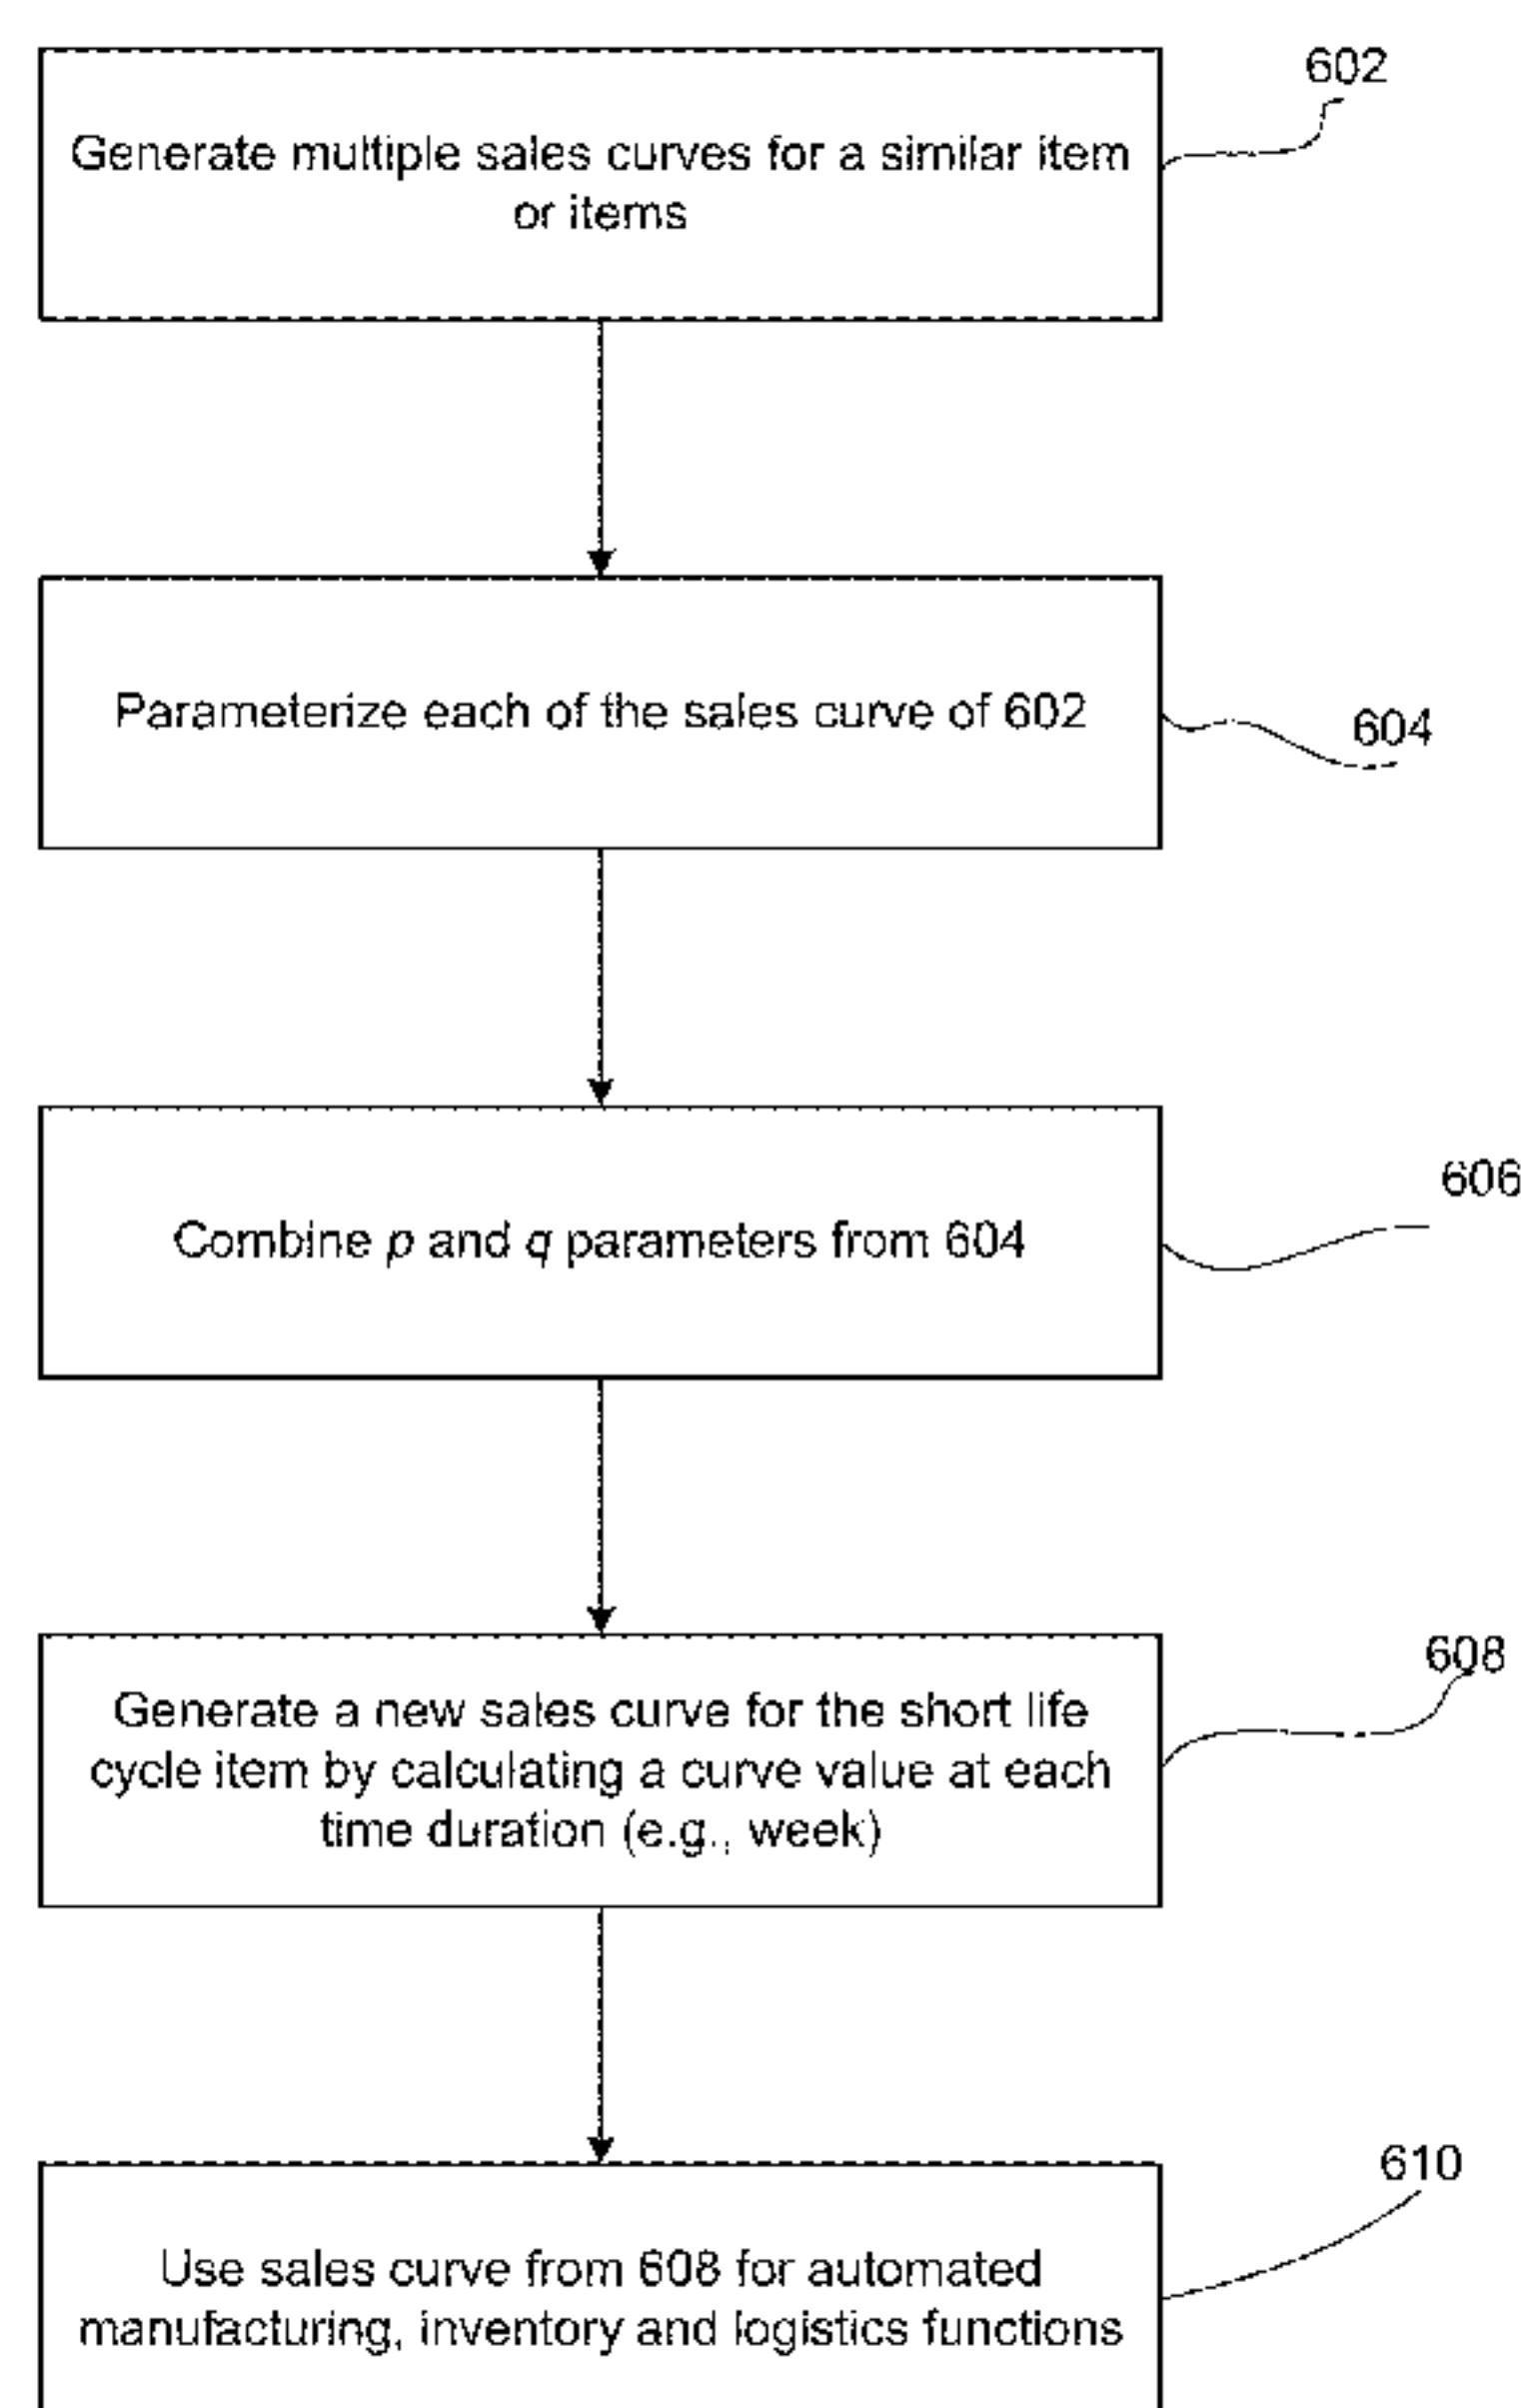 602
Generate multiple sales curves for a similar item
or items
Parameterize each of the sales curve of 602
604
606
Combine p and q parameters from 604
608
Generate a new sales curve for the short life
cycle item by calculating a curve value at each
time duration (e.g., week)
610
Use sales curve from 608 for automated
manufacturing, inventory and logistics functions